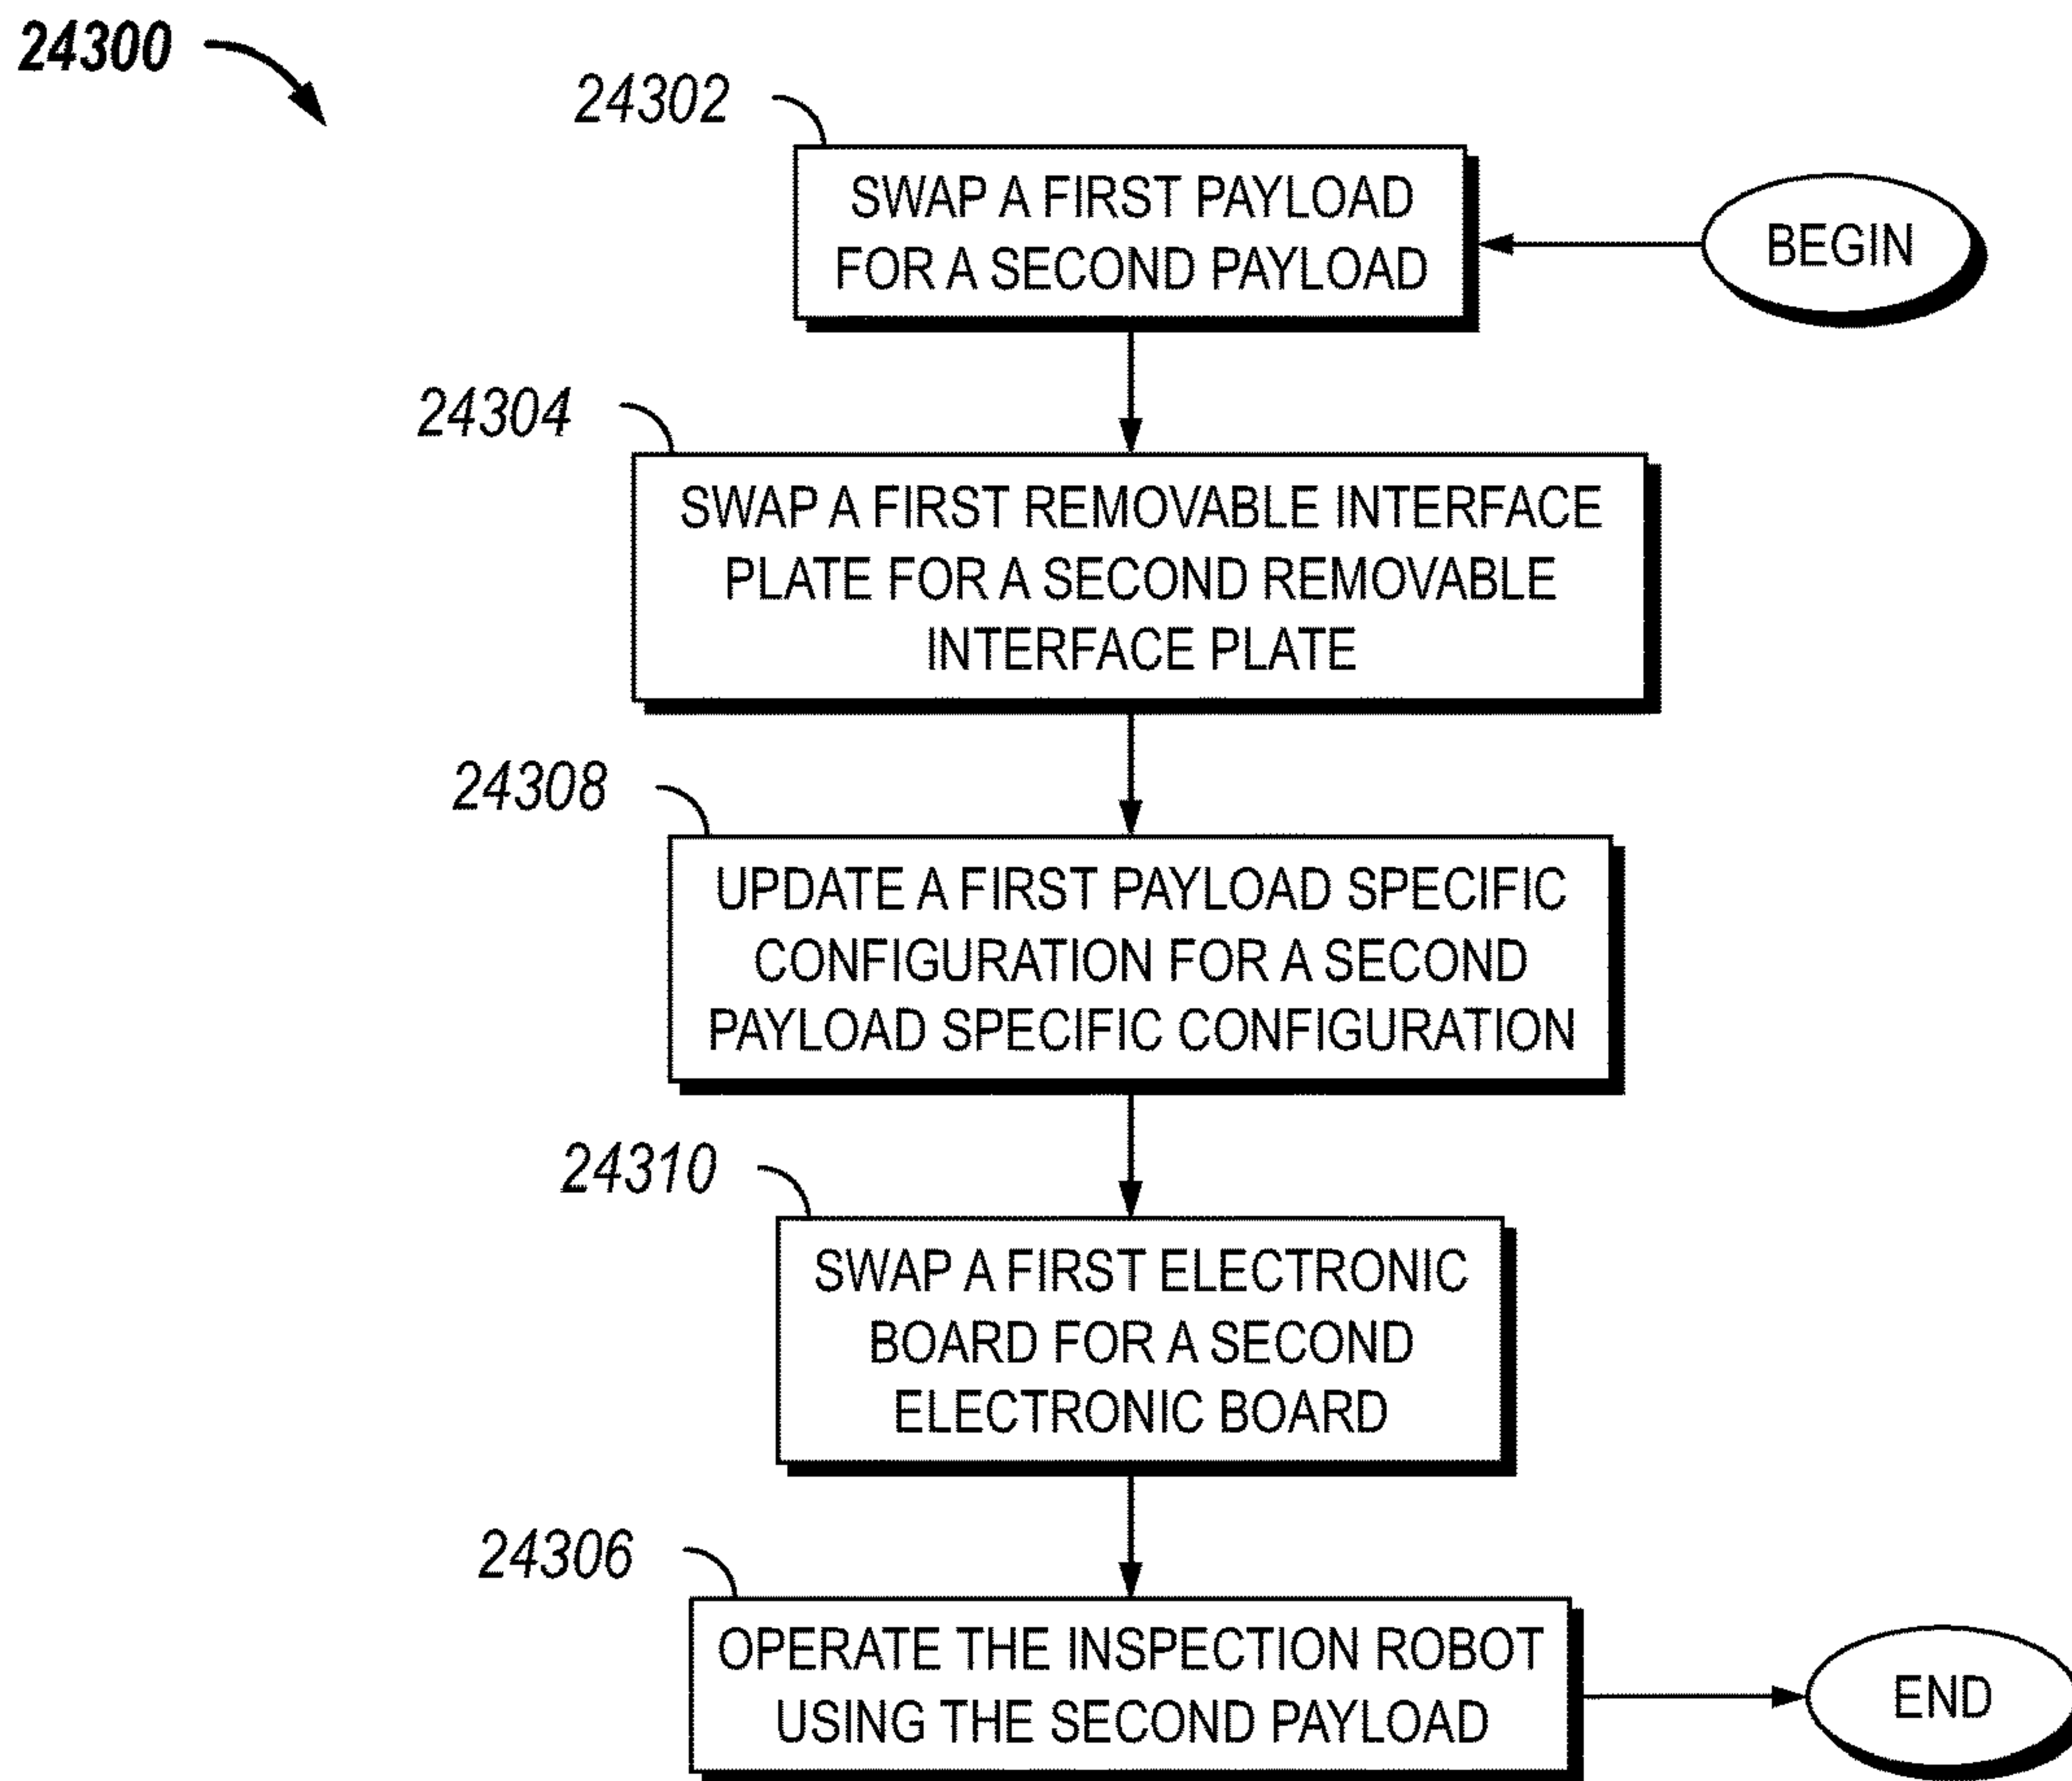 24300
24302
SWAP A FIRST PAYLOAD
FOR A SECOND PAYLOAD
BEGIN
24304
SWAP A FIRST REMOVABLE INTERFACE
PLATE FOR A SECOND REMOVABLE
INTERFACE PLATE
24308
UPDATE A FIRST PAYLOAD SPECIFIC
CONFIGURATION FOR A SECOND
PAYLOAD SPECIFIC CONFIGURATION
24310
SWAP A FIRST ELECTRONIC
BOARD FOR A SECOND
ELECTRONIC BOARD
24306
OPERATE THE INSPECTION ROBOT
USING THE SECOND PAYLOAD
END